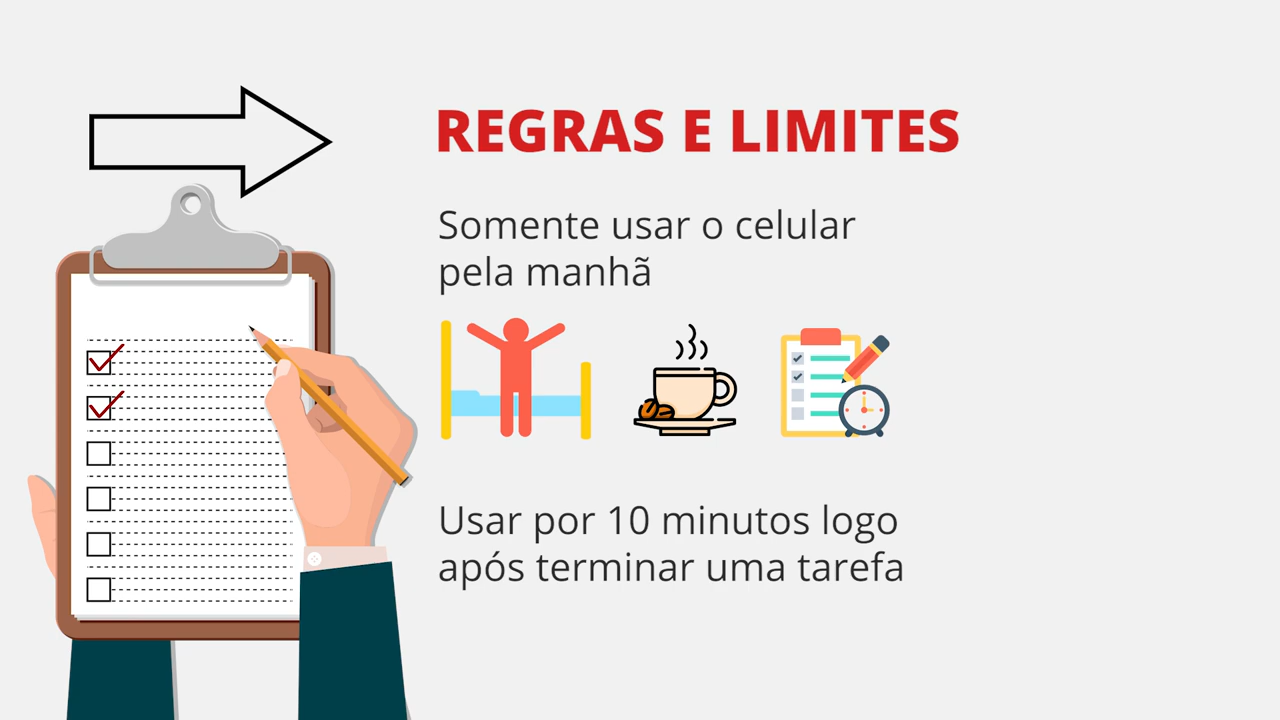 REGRAS E LIMITES
Somente usar o celular
pela manhã
Usar por 10 minutos logo
após terminar uma tarefa